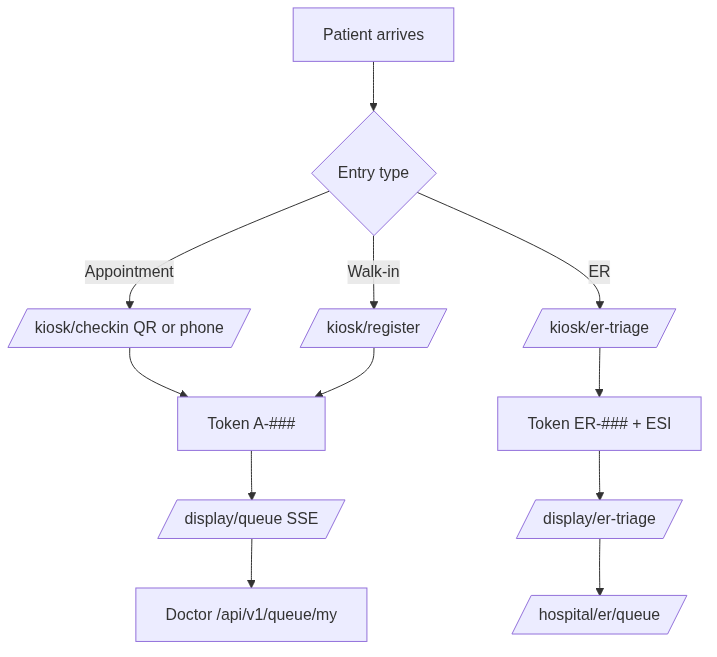 Patient arrives
Entry type
Appointment
Walk-in
ER
kiosk/checkin QR or phone
kiosk/register
kiosk/er-triage
Token A-###
Token ER-### + ESI
display/queue SSE
display/er-triage
Doctor /api/v1/queue/my
hospital/er/queue